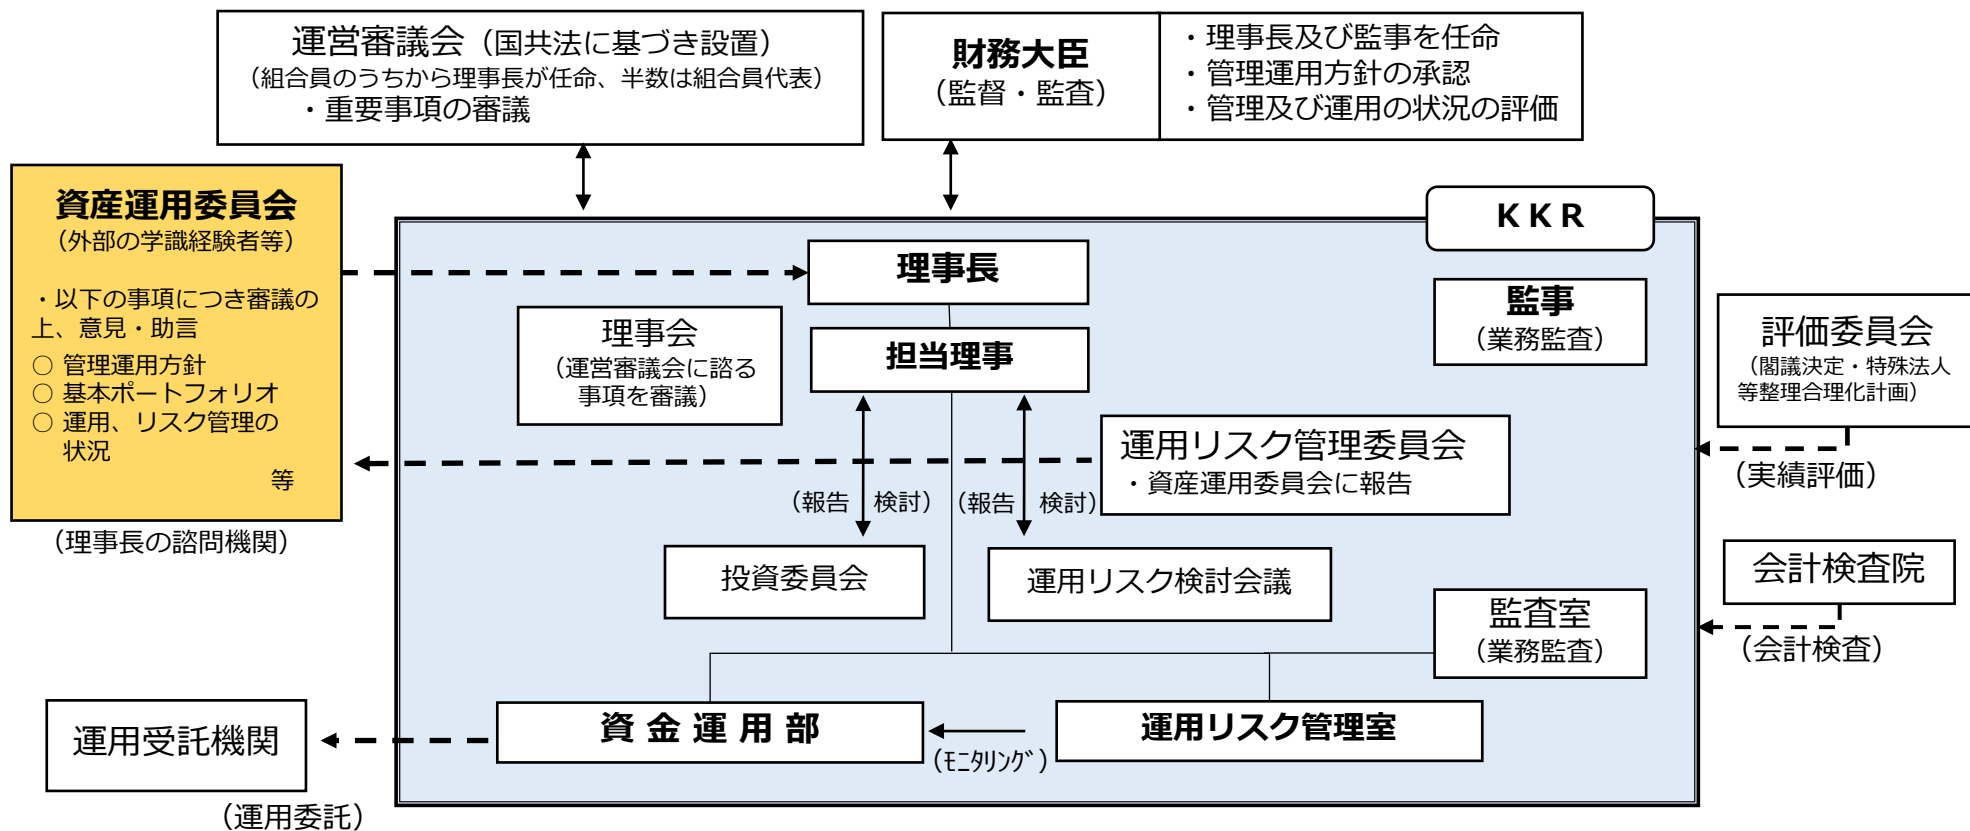 運営審議会（国共法に基づき設置）
（組合員のうちから理事長が任命、半数は組合員代表）
・重要事項の審議
財務大臣
（監督・監査）
・理事長及び監事を任命
・管理運用方針の承認
・管理及び運用の状況の評価
資産運用委員会
（外部の学識経験者等）
・以下の事項につき審議の
上、意見・助言
○ 管理運用方針
○ 基本ポートフォリオ
○ 運用、リスク管理の
状況
等
（理事長の諮問機関）
ＫＫＲ
理事長
担当理事
理事会
（運営審議会に諮る
事項を審議）
監事
（業務監査）
評価委員会
（閣議決定・特殊法人
等整理合理化計画）
（実績評価）
運用リスク管理委員会
・資産運用委員会に報告
（報告 検討）
（報告 検討）
投資委員会
運用リスク検討会議
会計検査院
（会計検査）
監査室
（業務監査）
資 金 運 用 部
運用リスク管理室
（ﾓﾆﾀﾘﾝｸﾞ）
運用受託機関
（運用委託）